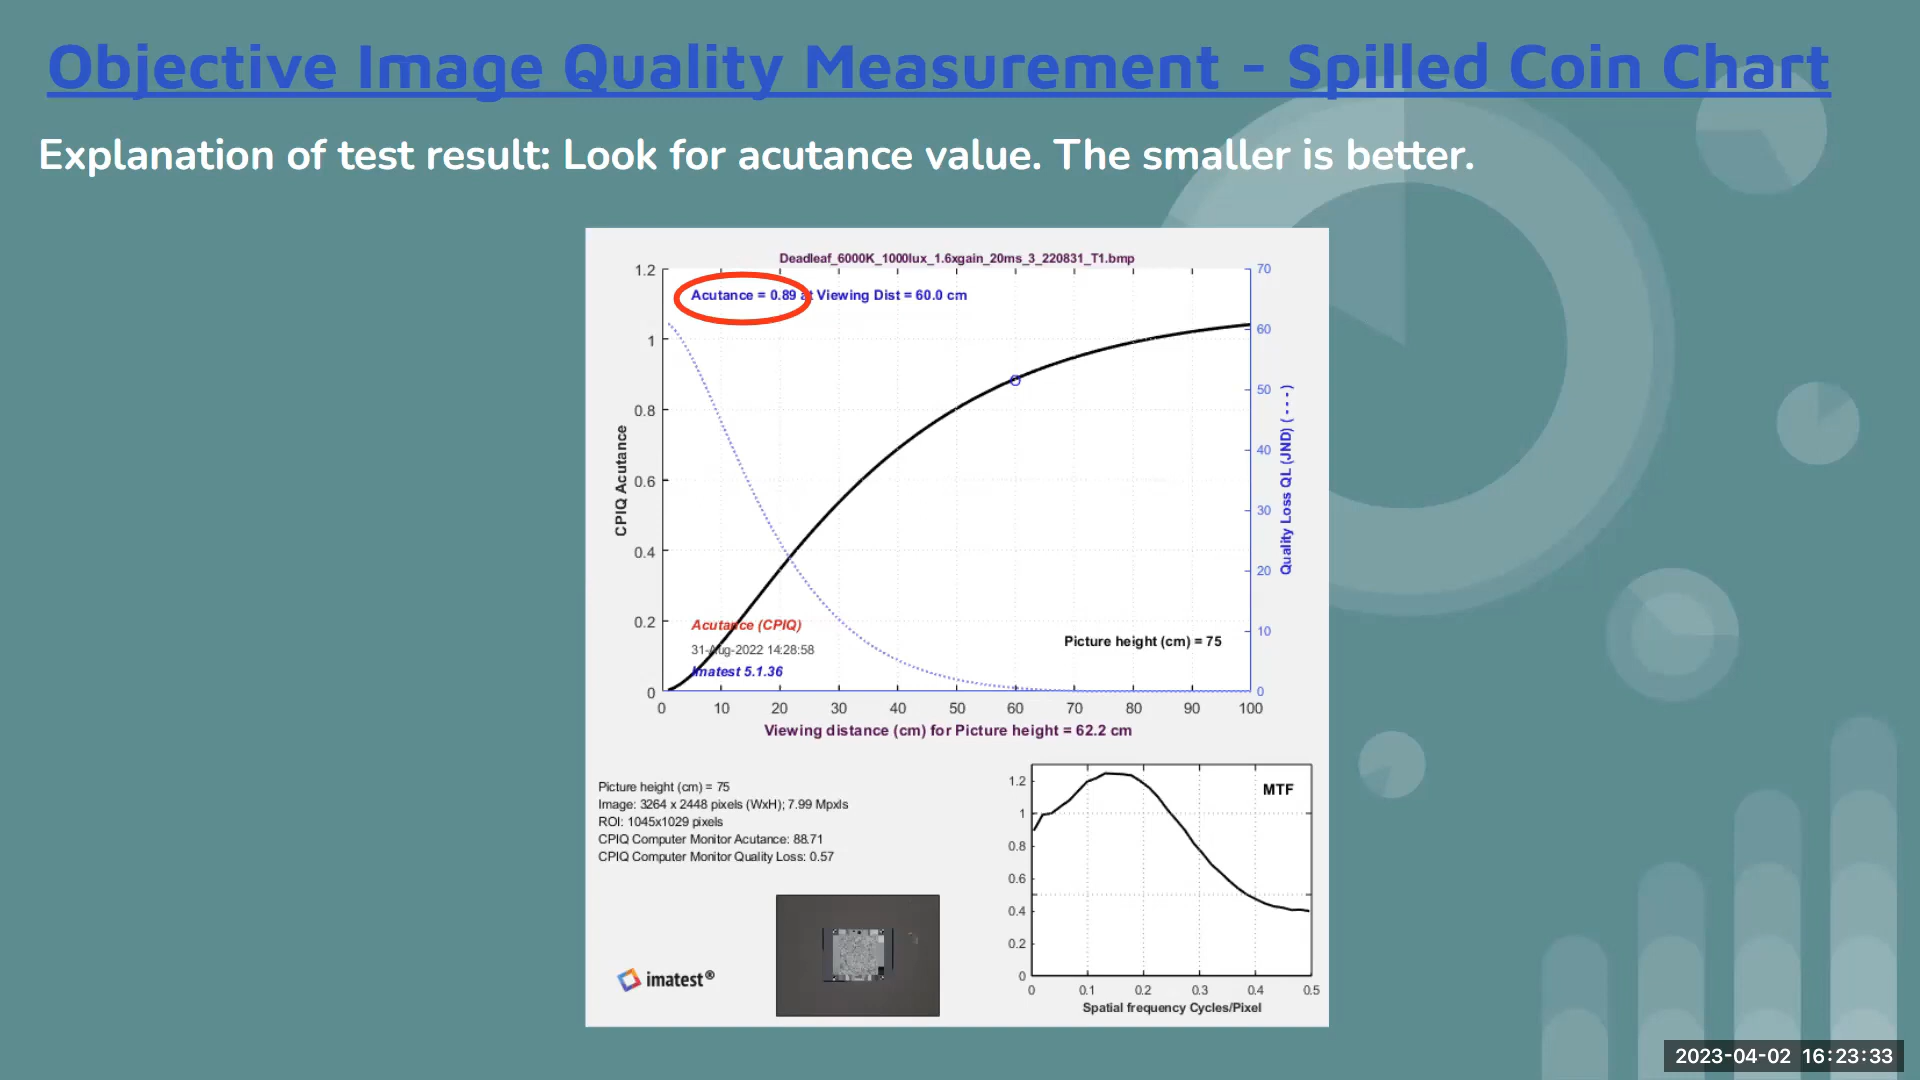 Objective Image Quality Measurement - Spilled Coin Chart
Explanation of test result: Look for acutance value. The smaller is better.
Deadleaf_6000K_1000lux_1.6xgain_20ms_3_220831_T1.bmp
Acutance = 0.89 at Viewing Dist = 60.0 cm
1.2
1
0.8
0.6
0.4
0.2
0
CPIQ Acutance
70
60
50
40
30
20
10
0
Quality Loss QL (JND) (- - -)
Acutance (CPIQ)
31-Aug-2022 14:28:58
Imatest 5.1.36
Picture height (cm) = 75
0 10 20 30 40 50 60 70 80 90 100
Viewing distance (cm) for Picture height = 62.2 cm
Picture height (cm) = 75
Image: 3264 x 2448 pixels (WxH); 7.99 Mpxls
ROI: 1045x1029 pixels
CPIQ Computer Monitor Acutance: 88.71
CPIQ Computer Monitor Quality Loss: 0.57
imatest®
MTF
1.2
1
0.8
0.6
0.4
0.2
0
0 0.1 0.2 0.3 0.4 0.5
Spatial frequency Cycles/Pixel
2023-04-02 16:23:33